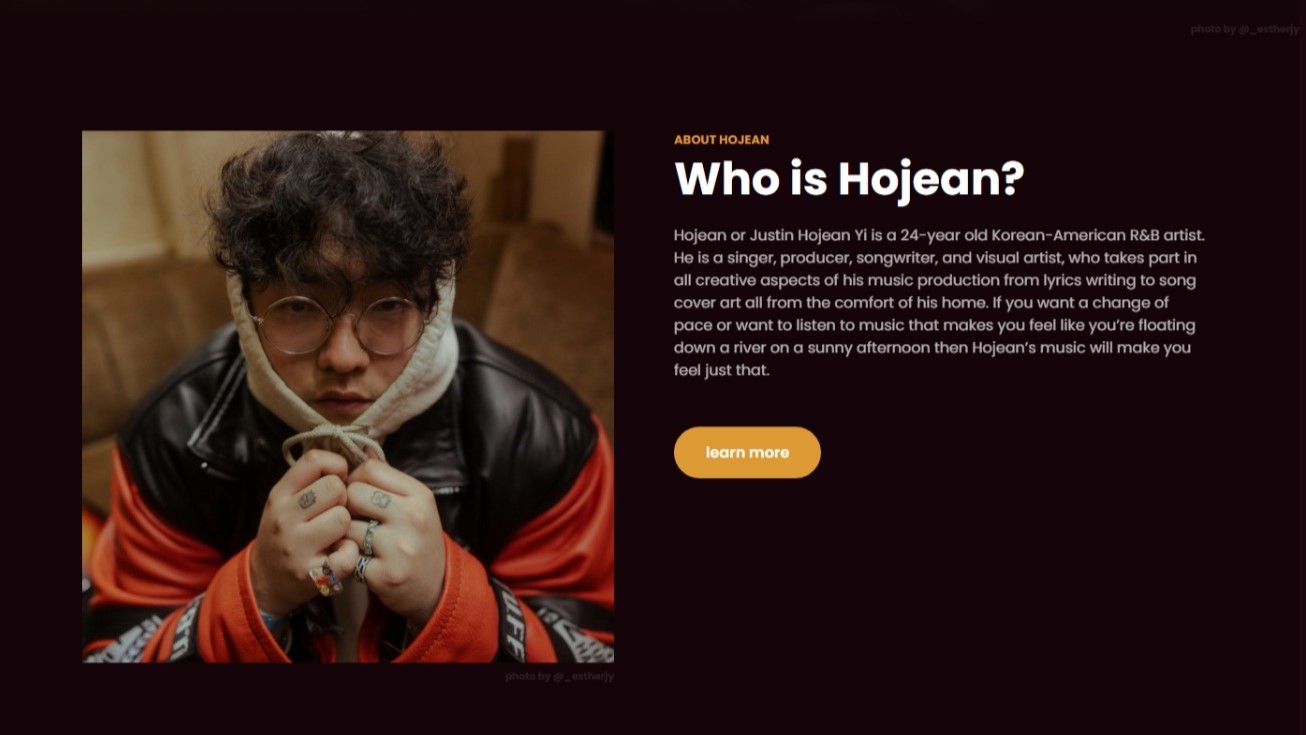 photo by @_estherjy
ABOUT HOJEAN
Who is Hojean?
Hojean or Justin Hojean Yi is a 24-year old Korean-American R&B artist.
He is a singer, producer, songwriter, and visual artist, who takes part in
all creative aspects of his music production from lyrics writing to song
cover art all from the comfort of his home. If you want a change of
pace or want to listen to music that makes you feel like you’re floating
down a river on a sunny afternoon then Hojean’s music will make you
feel just that.
learn more
photo by @_estherjy